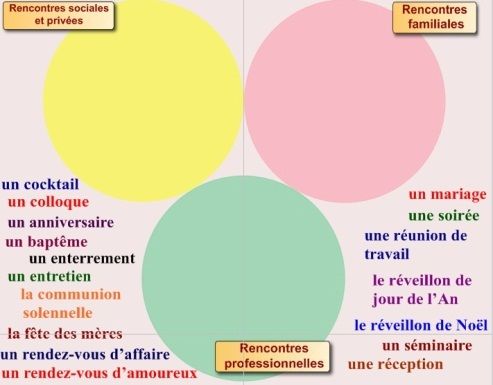 Rencontres sociales
et privées
Rencontres
familiales
un cocktail
un colloque
un anniversaire
un baptême
un enterrement
un entretien
la communion
solennelle
la fête des mères
un rendez-vous d’affaire
un rendez-vous d’amoureux
un mariage
une soirée
une réunion de
travail
le réveillon de
jour de l’An
le réveillon de Noël
un séminaire
une réception
Rencontres
professionnelles